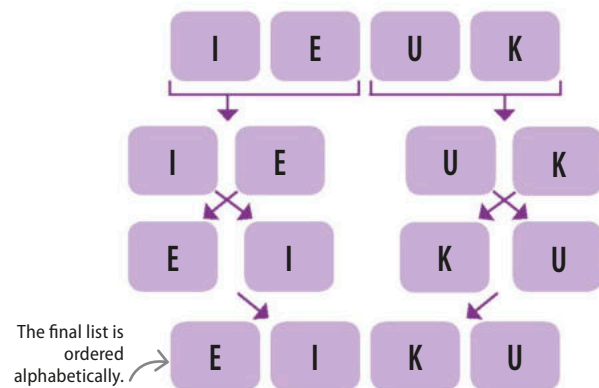 I E U K
I E U K
E I K U
The final list is
ordered
alphabetically.
E I K U